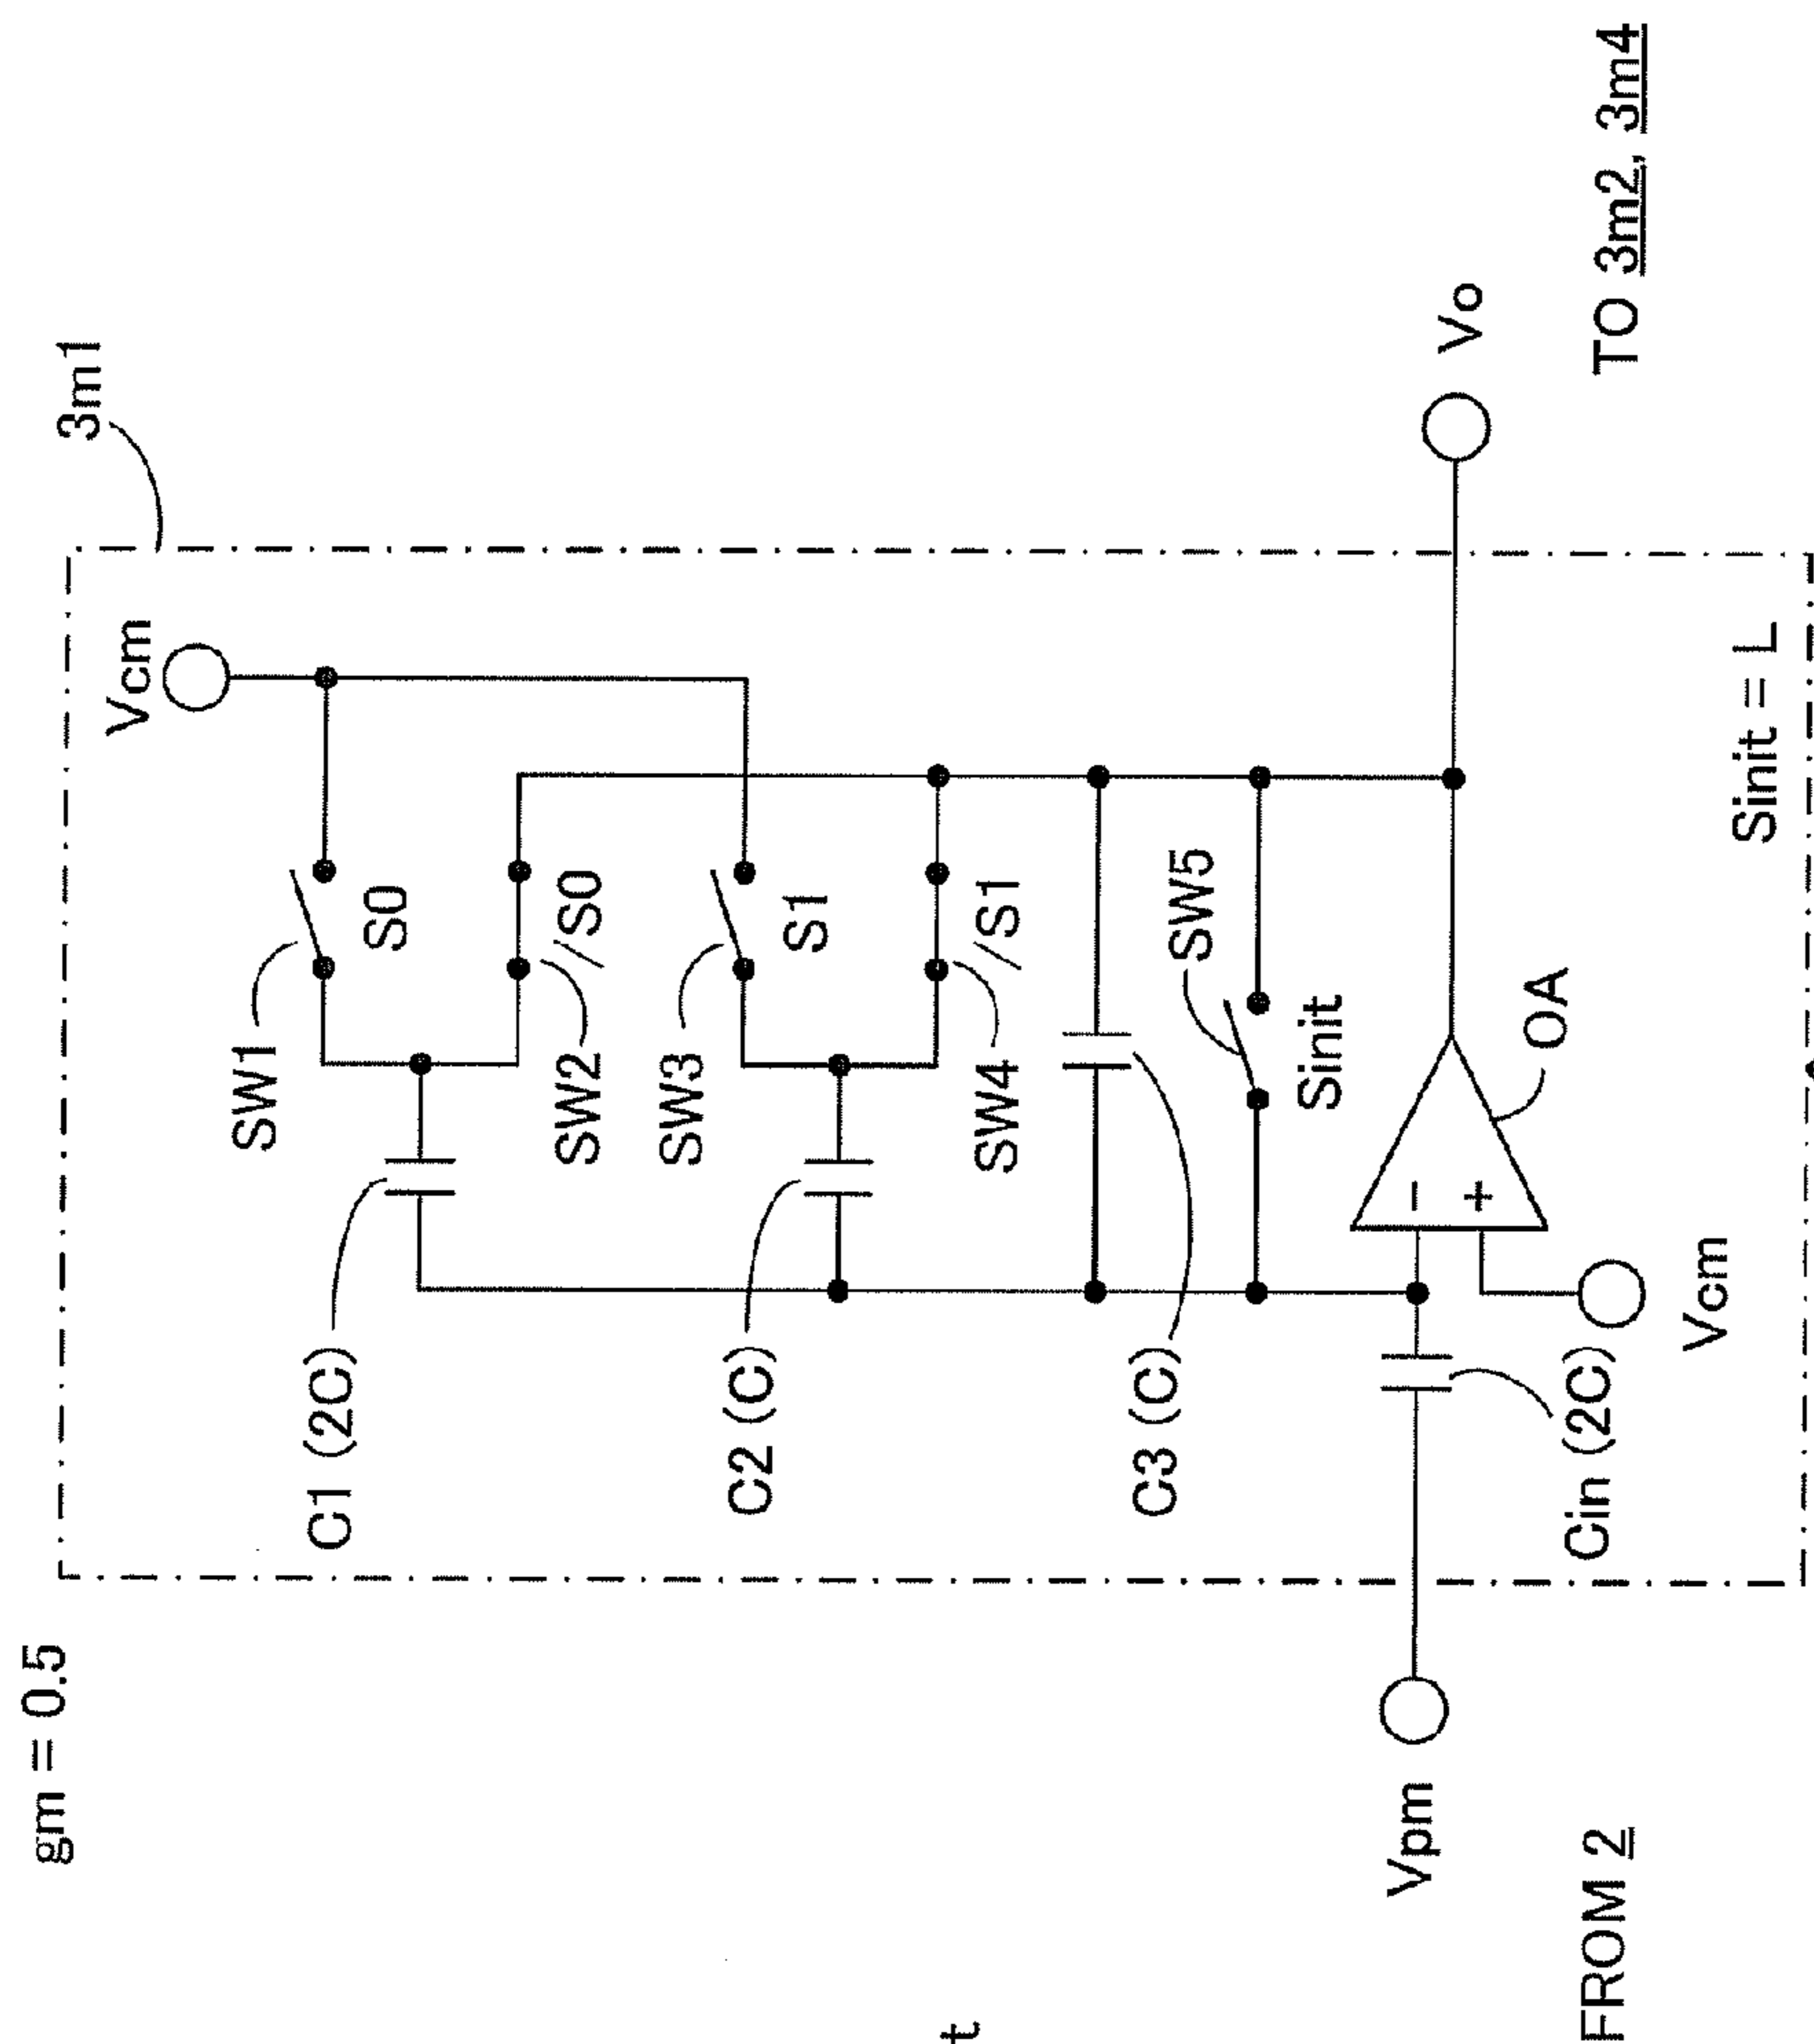 gm = 0.5
3m1
Vcm
SW1
S0
C1 (2C)
SW2
/S0
SW3
S1
C2 (C)
SW4
/S1
C3 (C)
SW5
Sinit
Vpm
-
+
OA
Vo
Cin (2C)
Vcm
Sinit = L
FROM 2
TO 3m2, 3m4
t